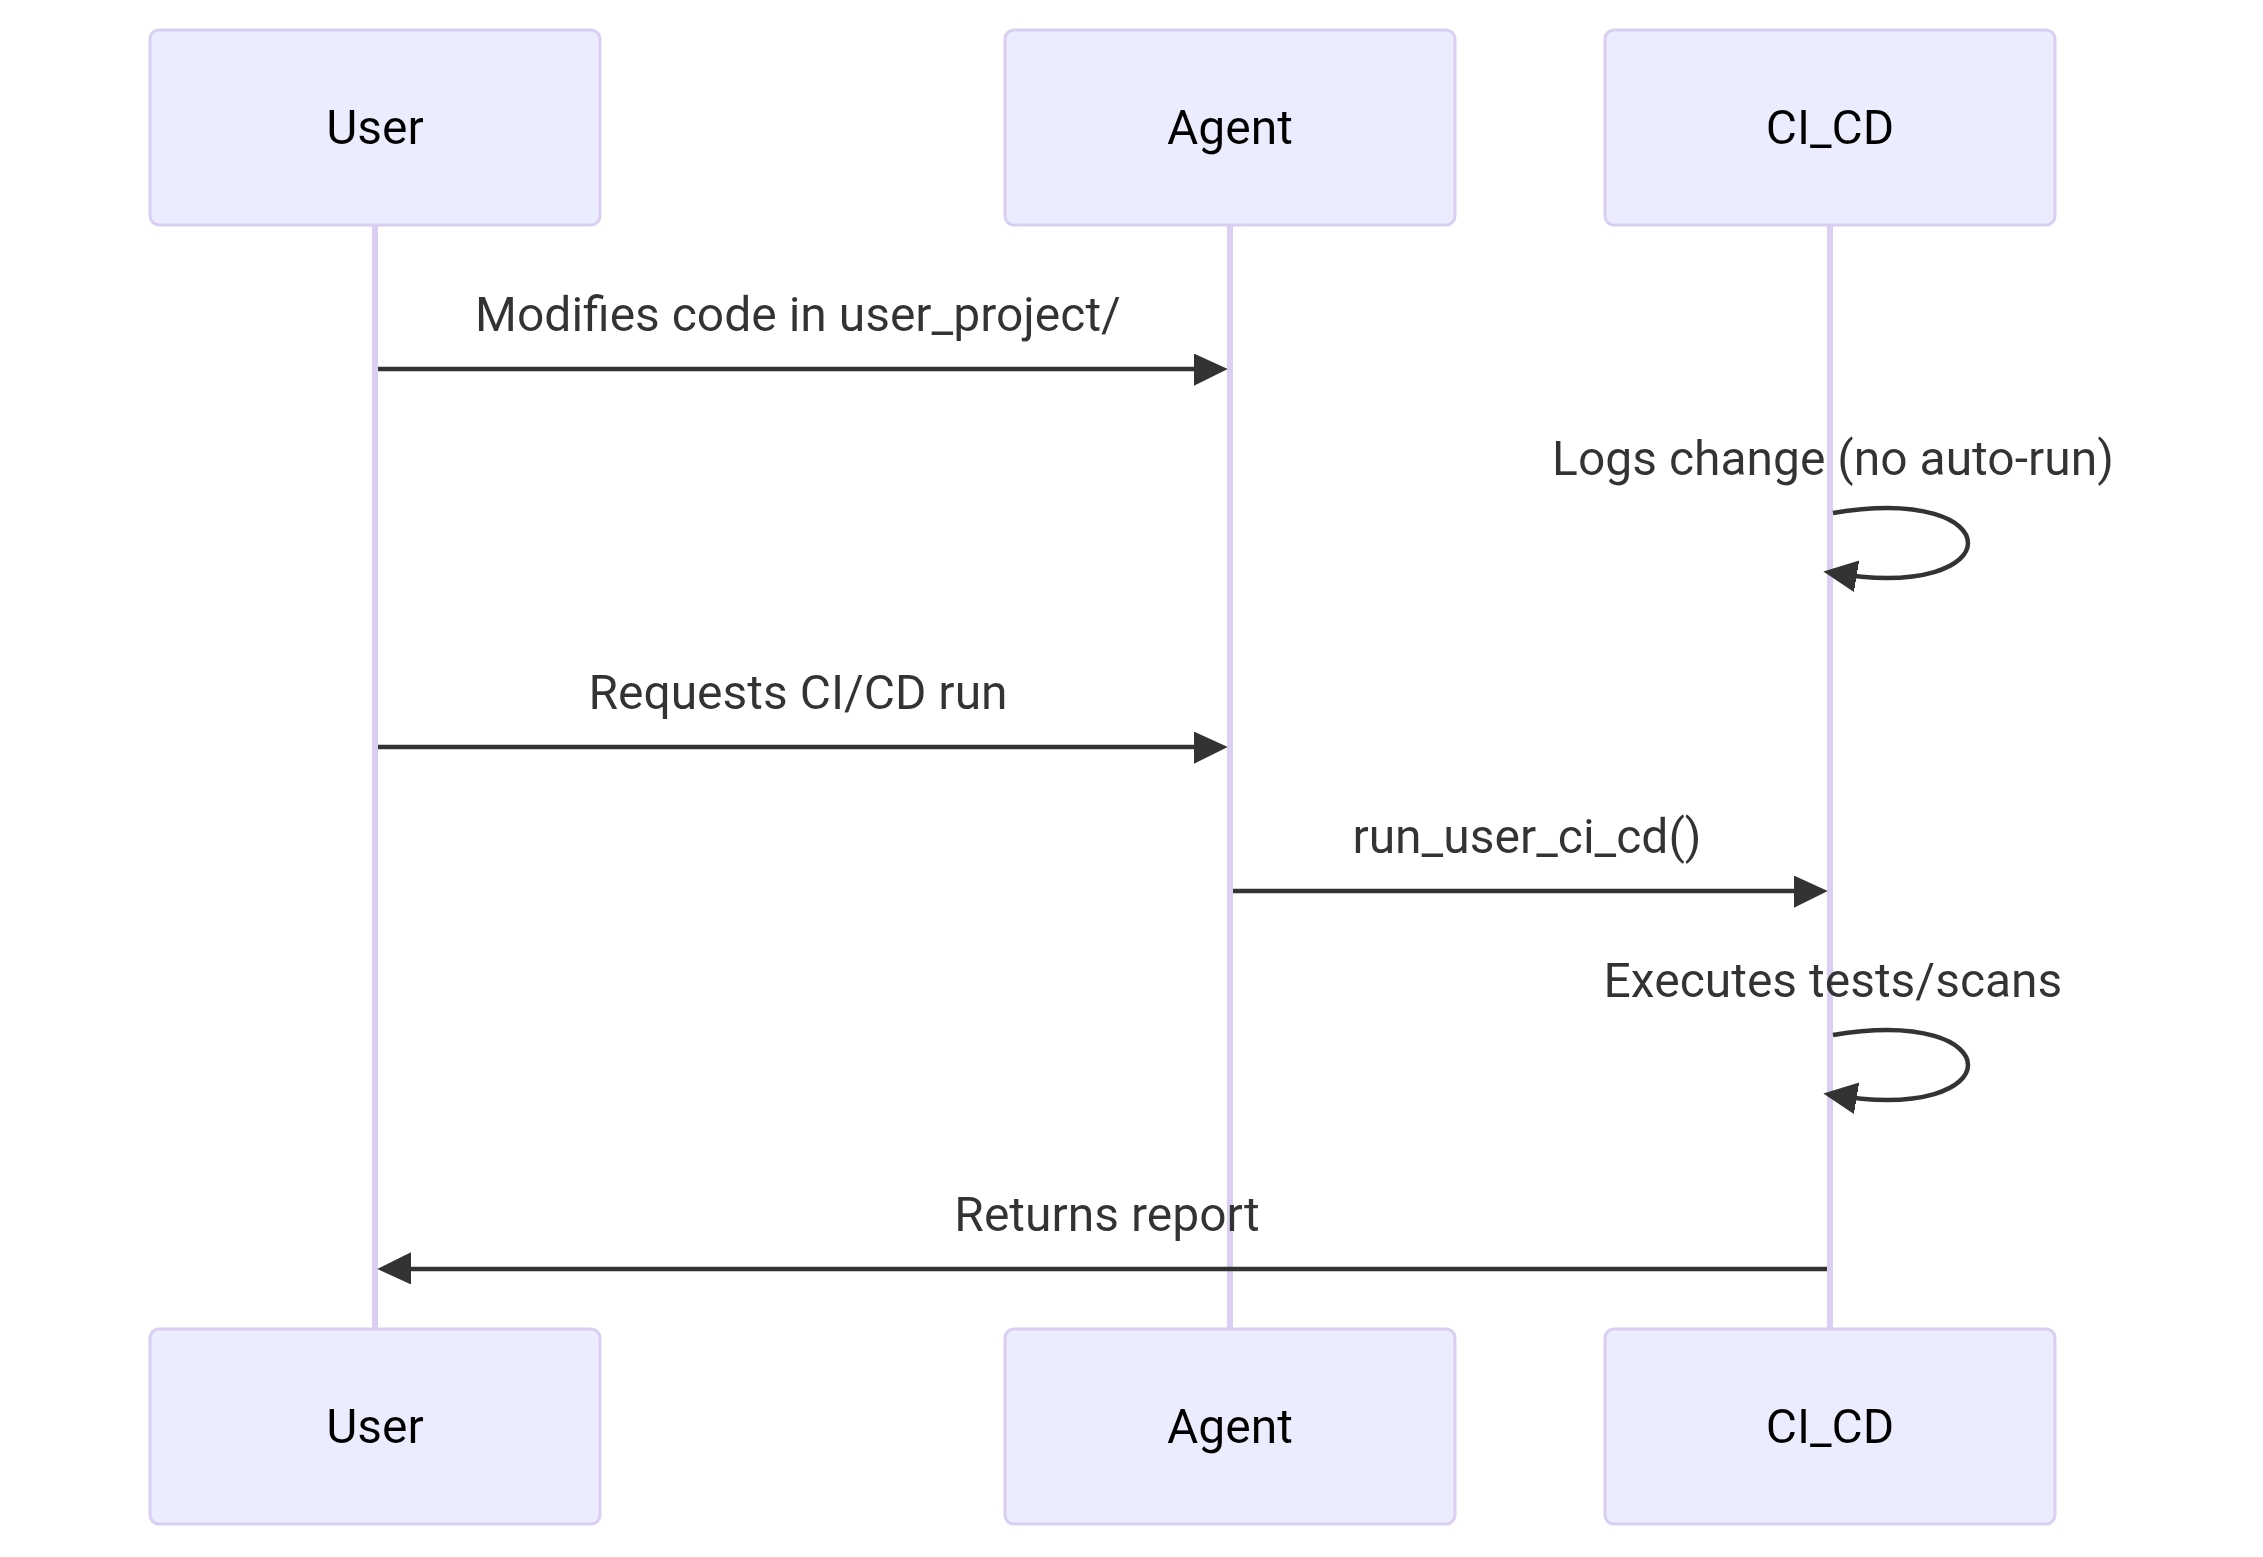 User
Agent
CI_CD
Modifies code in user_project/
Logs change (no auto-run)
Requests CI/CD run
run_user_ci_cd()
Executes tests/scans
Returns report
User
Agent
CI_CD